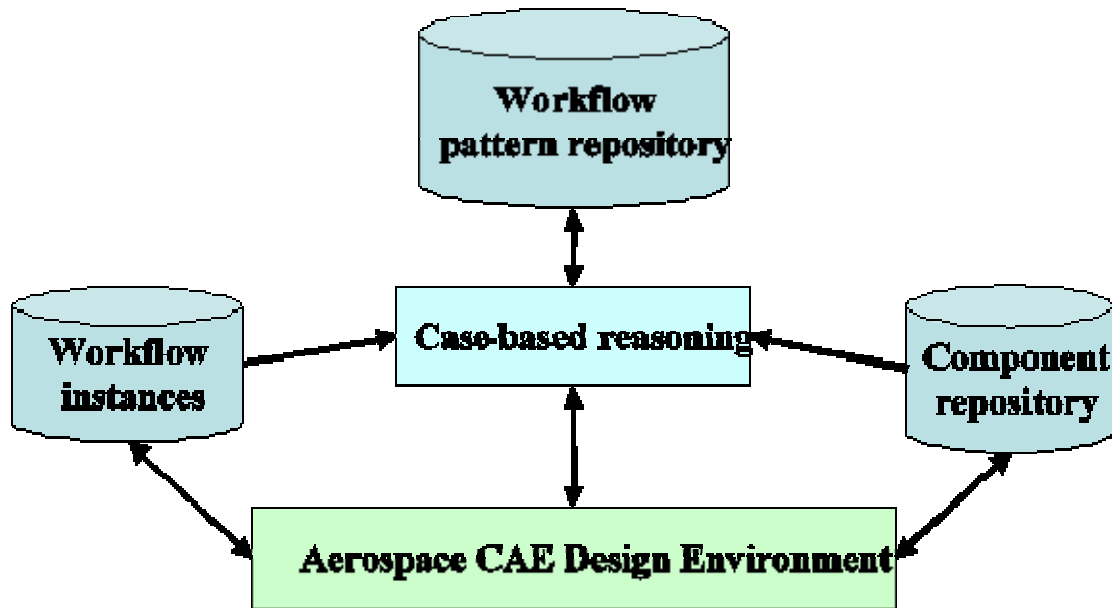 Workflow
pattern repository
Workflow
instances
Case-based reasoning
Component
repository
Aerospace CAE Design Environment